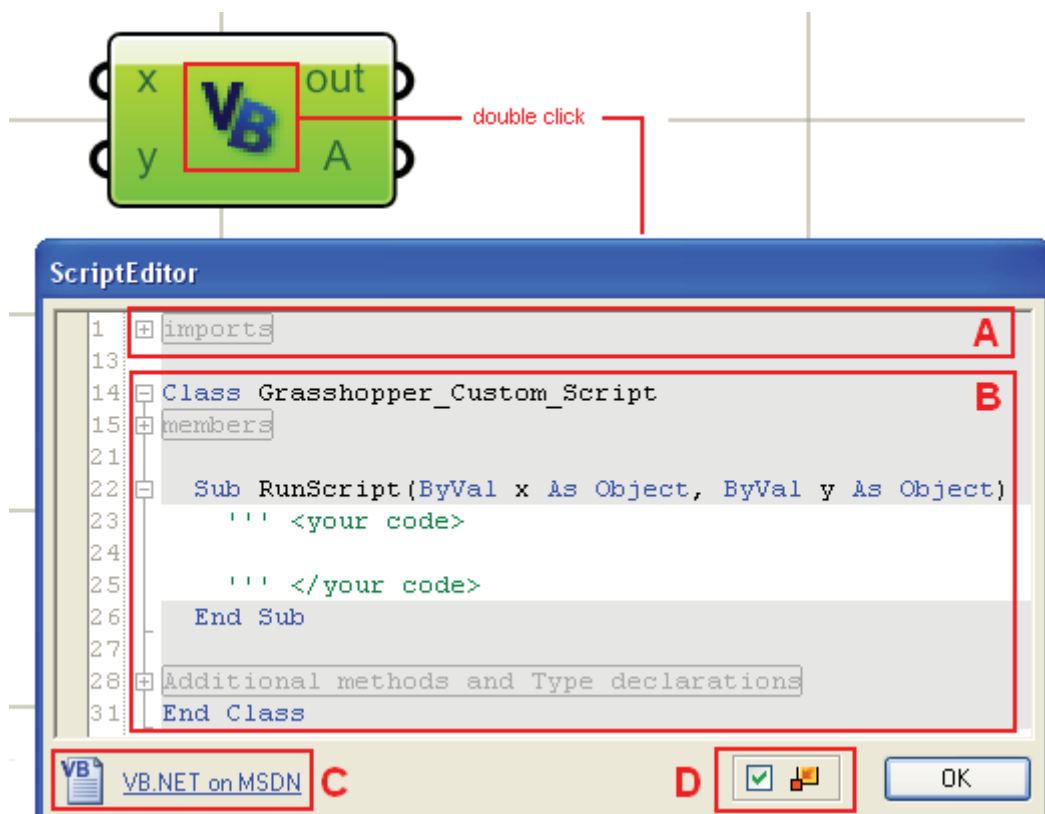 x VB out
double click
y A
ScriptEditor
1 imports A
13
14 Class Grasshopper_Custom_Script B
15 members
21
22 Sub RunScript(ByVal x As Object, ByVal y As Object)
23 ''' <your code>
24
25 ''' </your code>
26 End Sub
27
28 Additional methods and Type declarations
31 End Class
VB VB.NET on MSDN C D OK